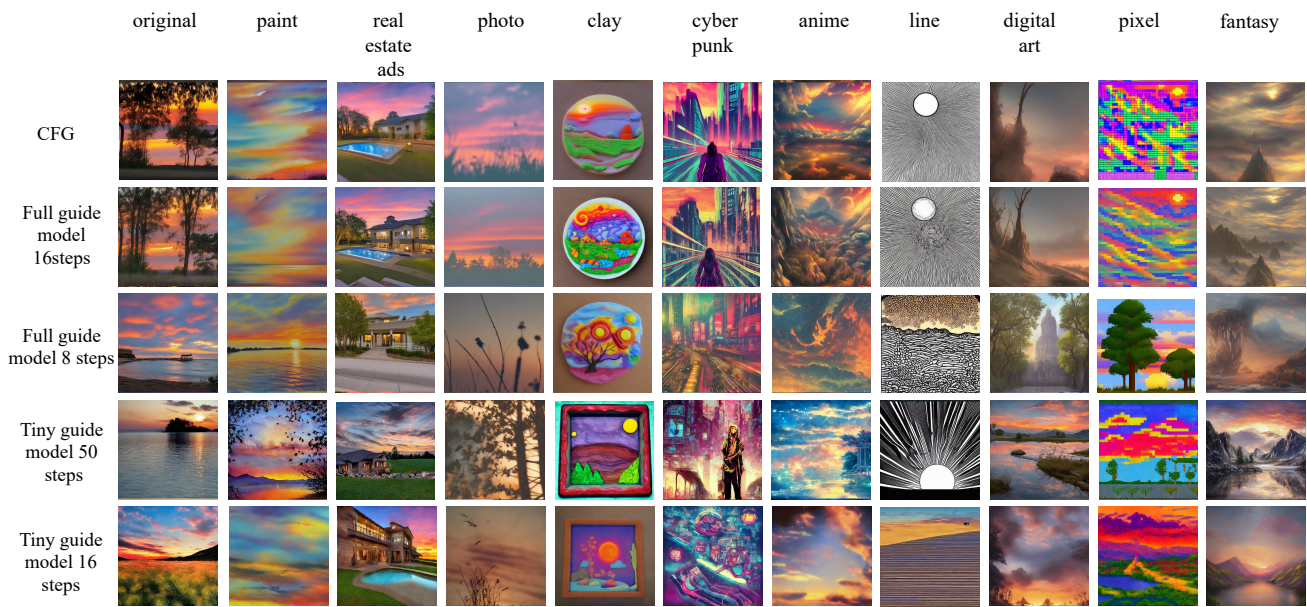 original paint real photo clay cyber anime line digital pixel fantasy
estate punk art
ads
CFG
Full guide
model
16steps
Full guide
model 8 steps
Tiny guide
model 50
steps
Tiny guide
model 16
steps